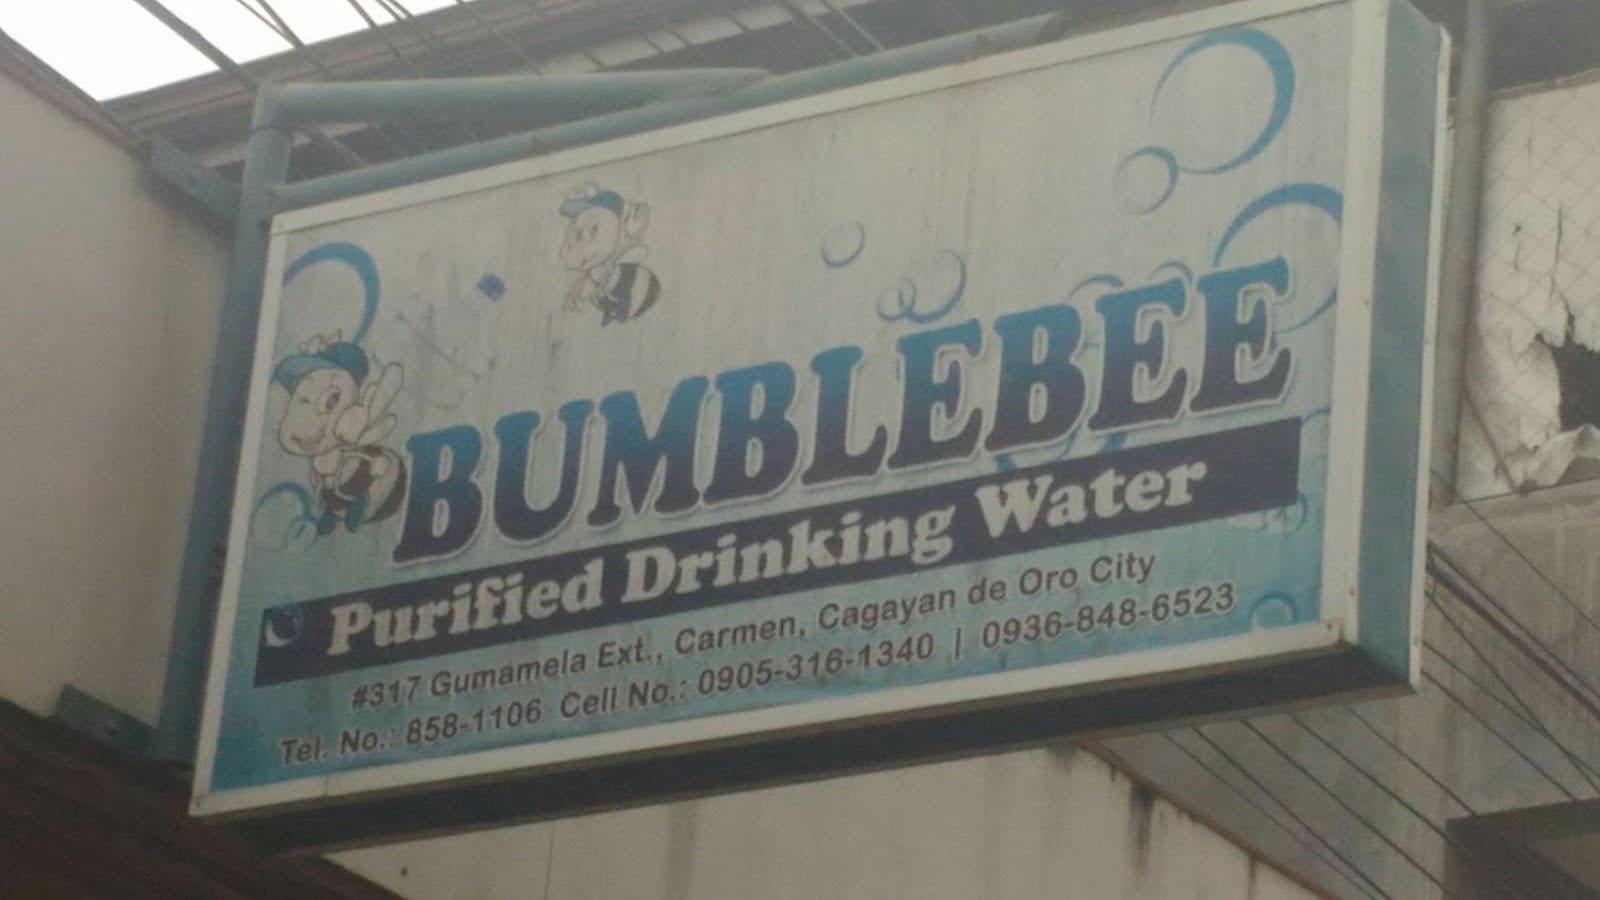 BUMBLEBEE
Purified Drinking Water
#317 Gumamela Ext., Carmen, Cagayan de Oro City
Tel. No.: 858-1106 Cell No.: 0905-316-1340 | 0936-848-6523